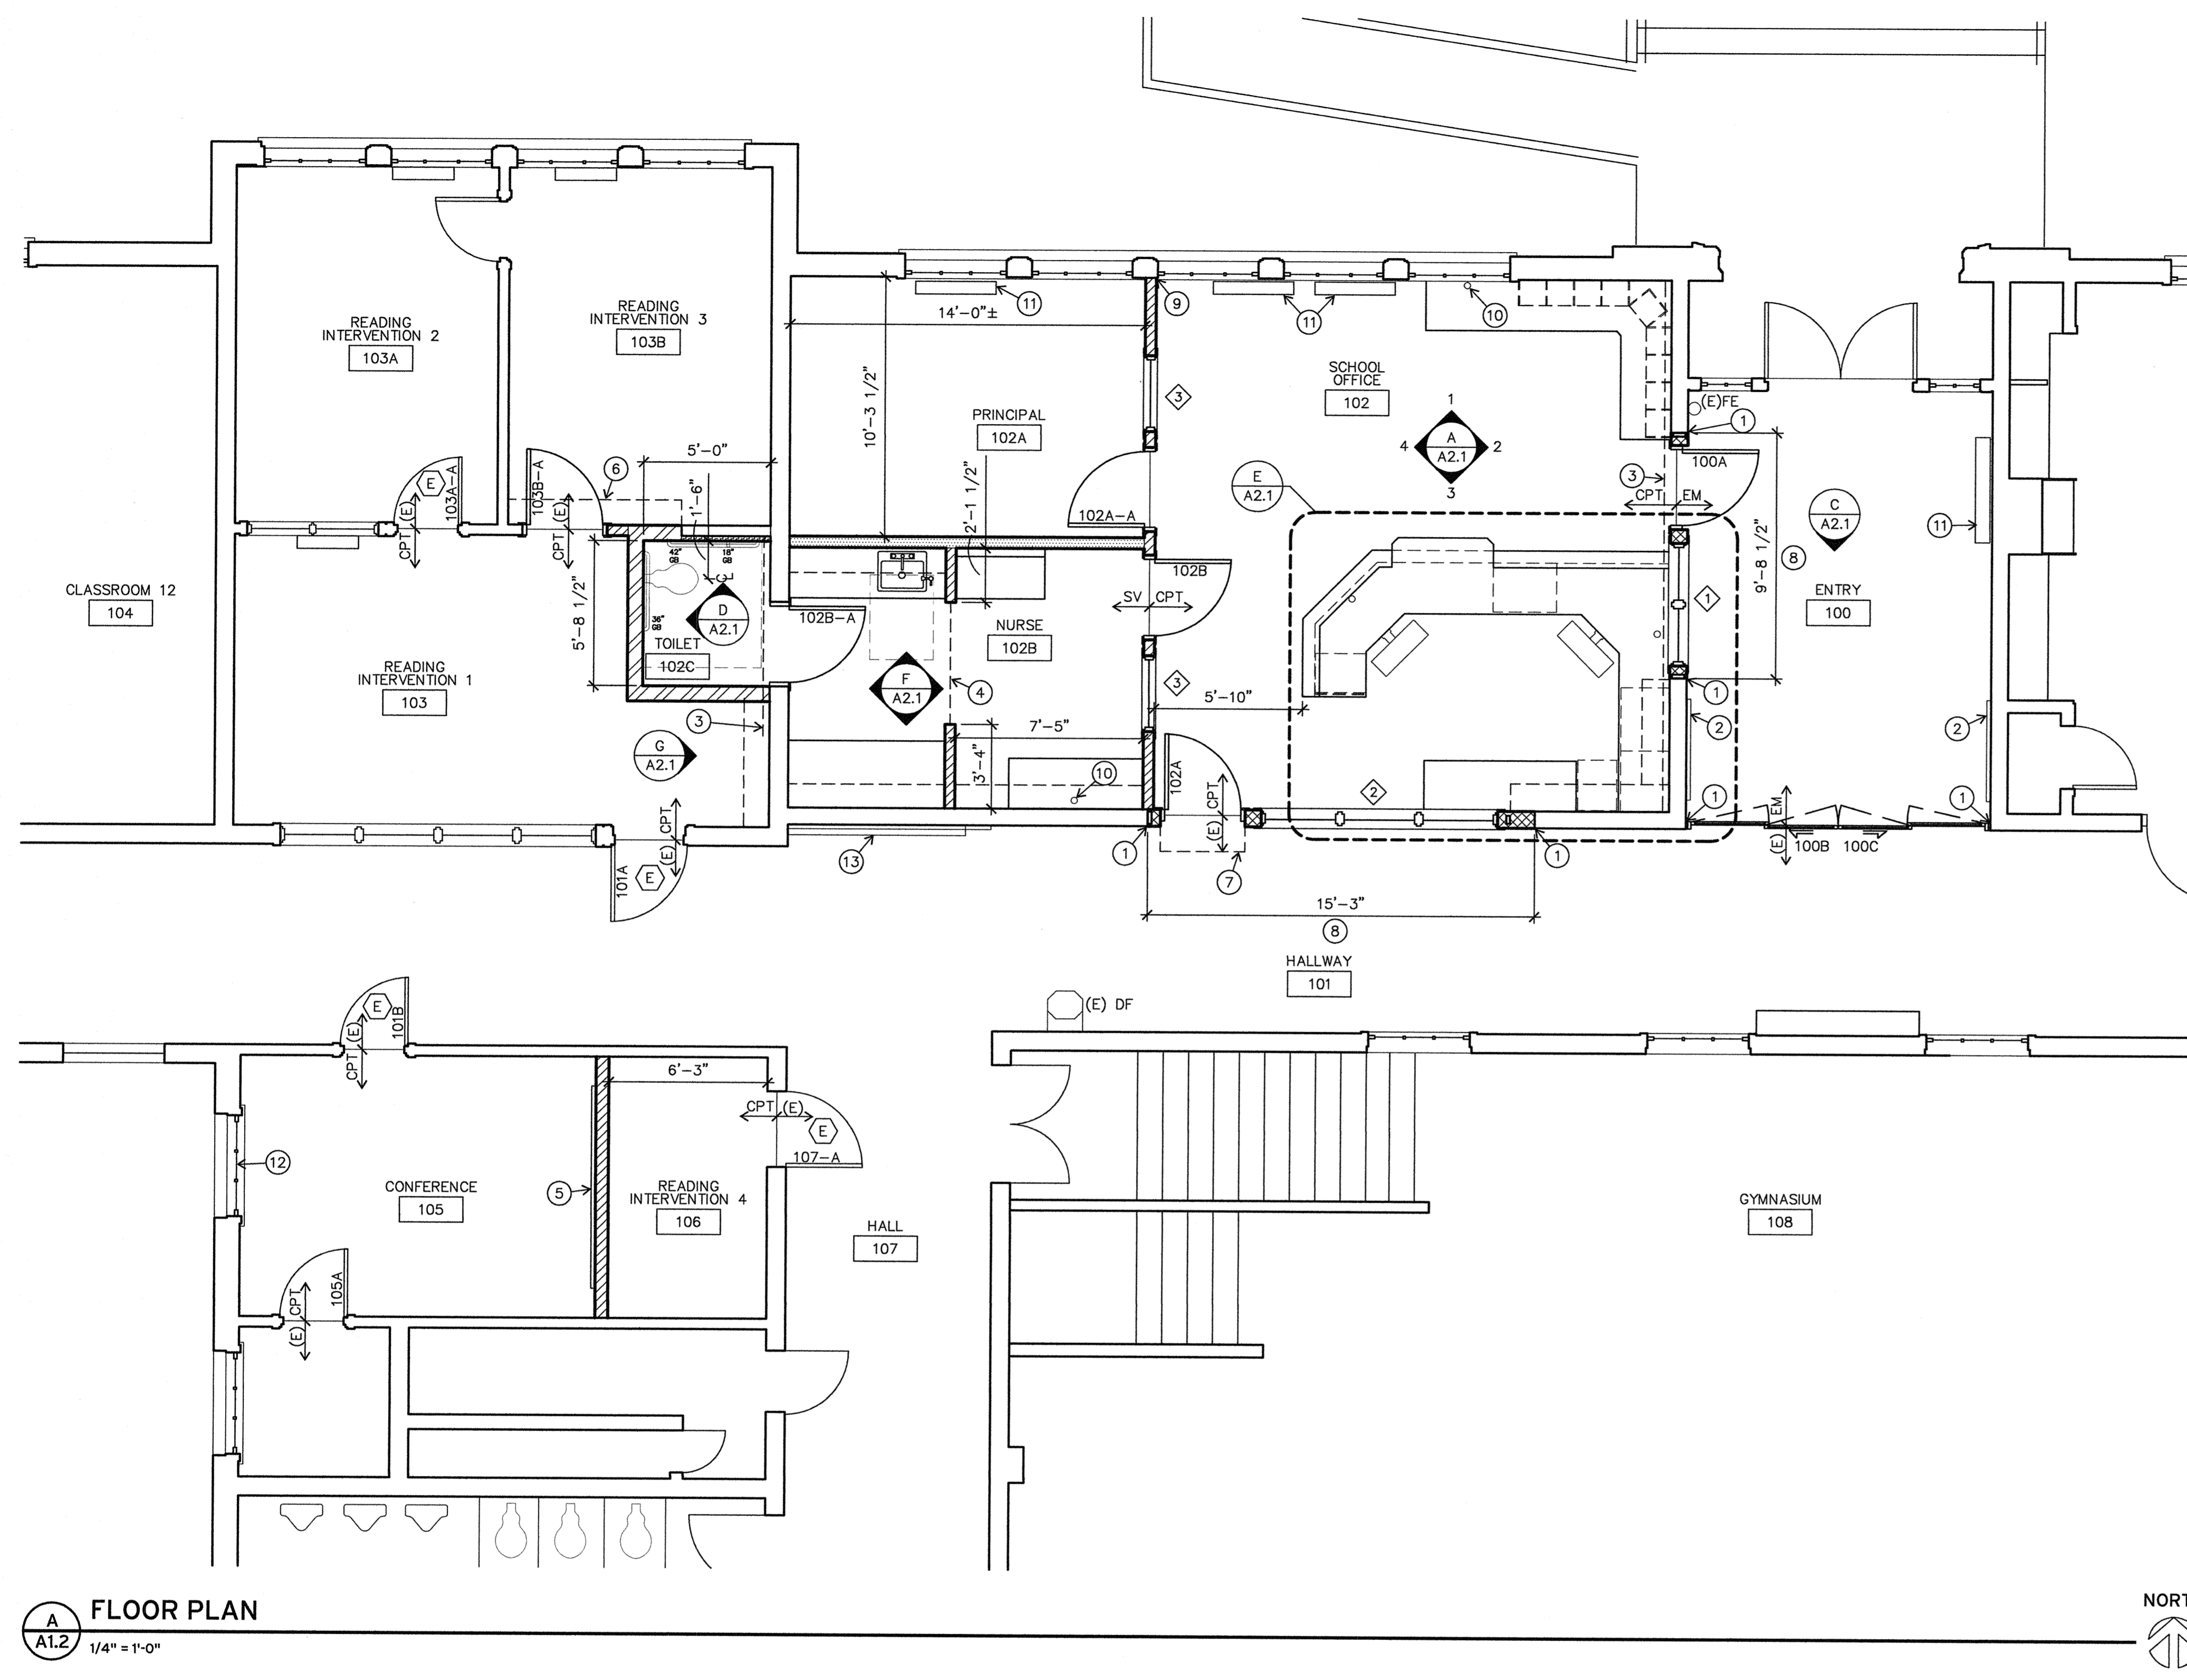 READING
INTERVENTION 2
103A
READING
INTERVENTION 3
103B
11
9
11
10
14'-0"±
10'-3 1/2"
SCHOOL
OFFICE
102
3
PRINCIPAL
102A
1
4
A
A2.1
2
3
(E)FE
1
100A
3
CPT
EM
C
A2.1
11
E
A2.1
5'-0"
6
1'-6"
2'-1 1/2"
E
103A-A
(E)
CPT
103B-A
(E)
CPT
102A-A
9'-8 1/2"
8
CLASSROOM 12
104
42"
GB
18"
GB
36"
GB
D
A2.1
TOILET
102C
5'-8 1/2"
102B-A
102B
SV
CPT
NURSE
102B
1
ENTRY
100
READING
INTERVENTION 1
103
F
A2.1
4
3
5'-10"
1
2
2
3
G
A2.1
7'-5"
3'-4"
10
102A
2
1
1
CPT
(E)
E
101A
13
1
CPT
(E)
7
1
EM
(E)
100B
100C
15'-3"
8
HALLWAY
101
(E) DF
E
101B
(E)
CPT
6'-3"
CPT
(E)
E
107-A
12
CONFERENCE
105
5
READING
INTERVENTION 4
106
HALL
107
GYMNASIUM
108
105A
CPT
(E)
A
A1.2
FLOOR PLAN
1/4" = 1'-0"
NORT